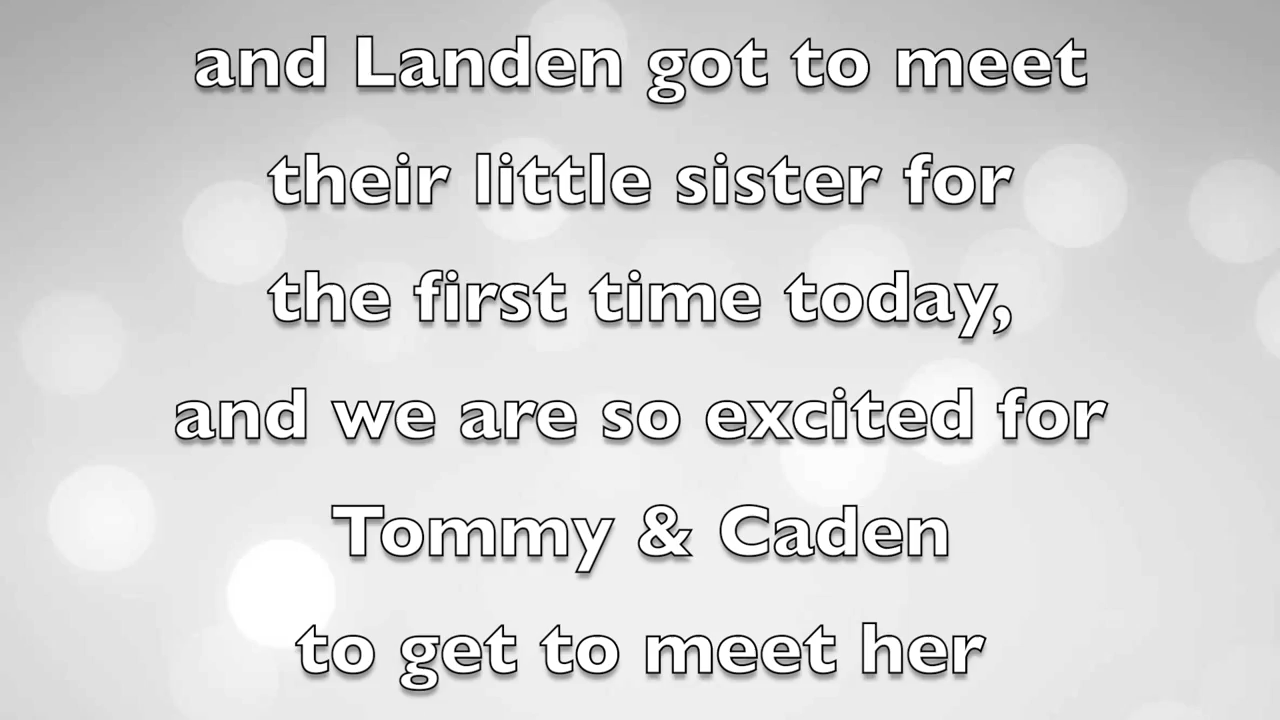 and Landen got to meet
their little sister for
the first time today,
and we are so excited for
Tommy & Caden
to get to meet her